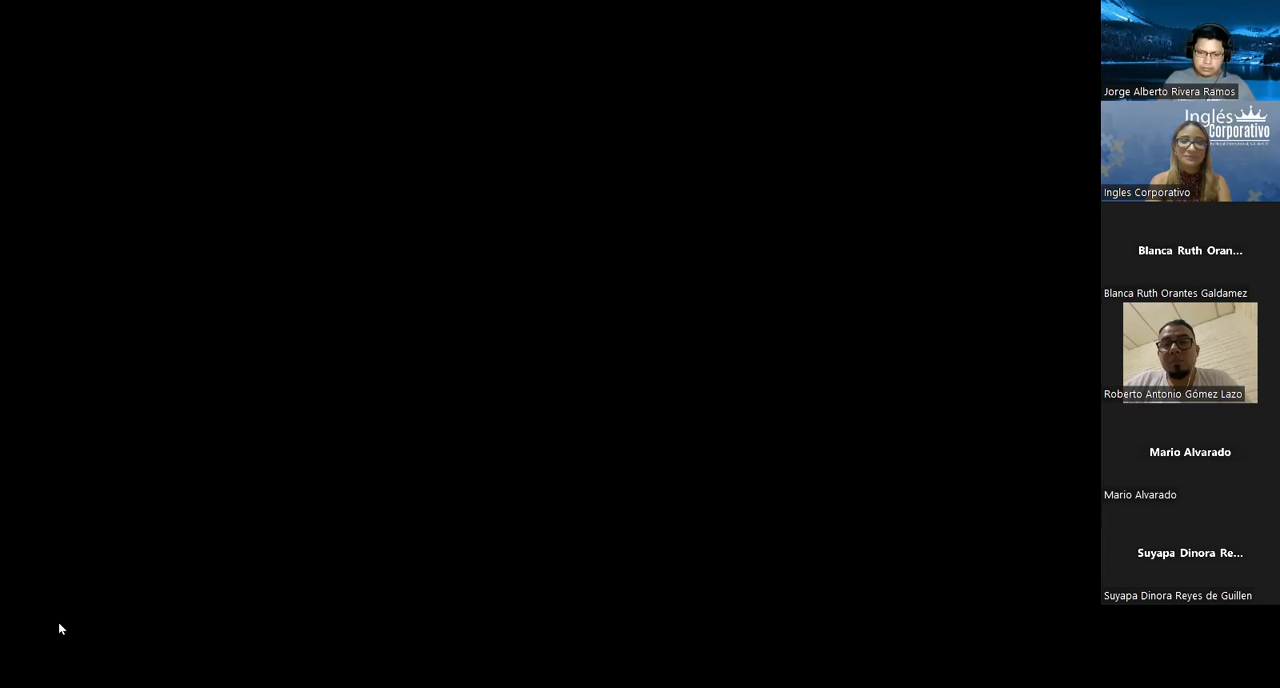 Jorge Alberto Rivera Ramos
Inglés
Corporativo
Ingles Corporativo
Blanca Ruth Oran...
Blanca Ruth Orantes Galdamez
Roberto Antonio Gómez Lazo
Mario Alvarado
Mario Alvarado
Suyapa Dinora Re...
Suyapa Dinora Reyes de Guillen